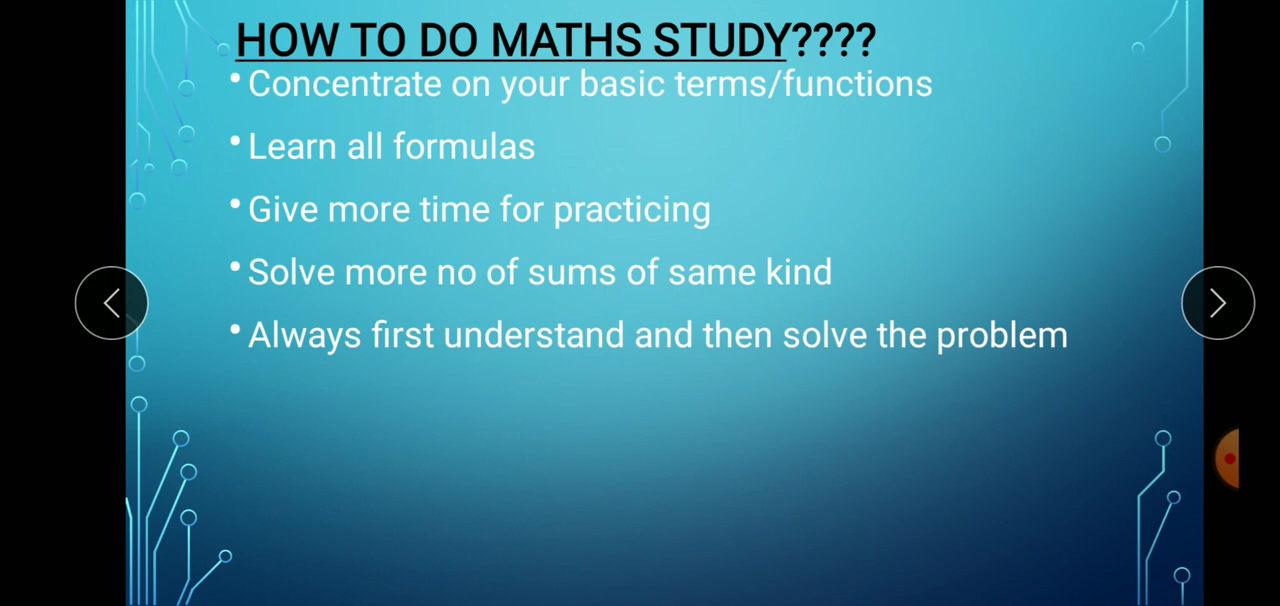 HOW TO DO MATHS STUDY????
• Concentrate on your basic terms/functions
• Learn all formulas
• Give more time for practicing
• Solve more no of sums of same kind
• Always first understand and then solve the problem